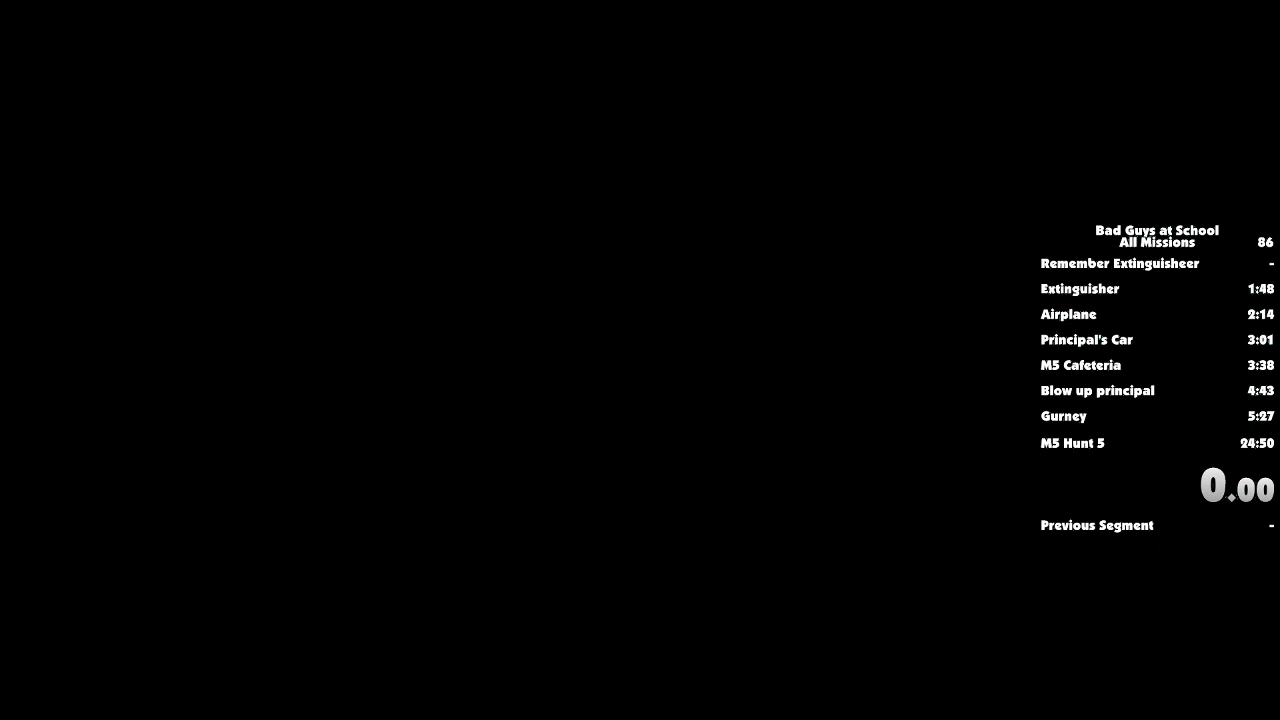 Bad Guys at School
All Missions 86
Remember Extinguisheer -
Extinguisher 1:48
Airplane 2:14
Principal's Car 3:01
M5 Cafeteria 3:38
Blow up principal 4:43
Gurney 5:27
M5 Hunt 5 24:50
0.00
Previous Segment -